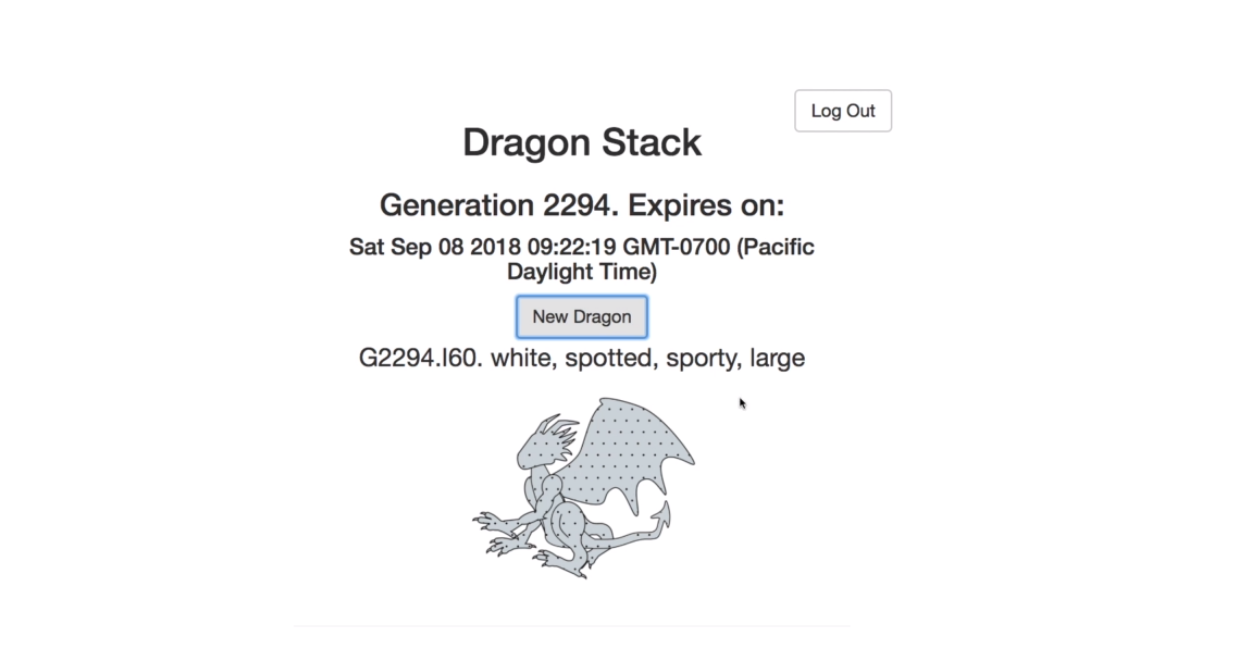 Log Out
Dragon Stack
Generation 2294. Expires on:
Sat Sep 08 2018 09:22:19 GMT-0700 (Pacific
Daylight Time)
New Dragon
G2294.I60. white, spotted, sporty, large